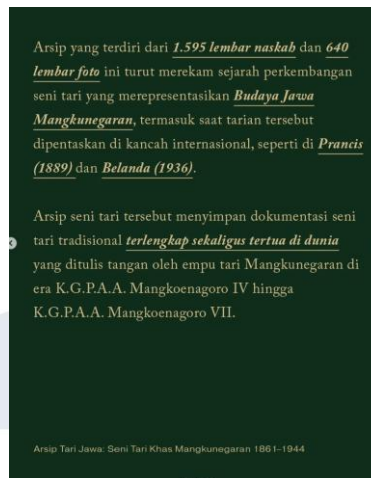 Arsip yang terdiri dari 1.595 lembar naskah dan 640
lembar foto ini turut merekam sejarah perkembangan
seni tari yang merepresentasikan Budaya Jawa
Mangkunegaran, termasuk saat tarian tersebut
dipentaskan di kancah internasional, seperti di Prancis
(1889) dan Belanda (1936).
Arsip seni tari tersebut menyimpan dokumentasi seni
tari tradisional terlengkap sekaligus tertua di dunia
yang ditulis tangan oleh empu tari Mangkunegaran di
era K.G.P.A.A. Mangkoenagoro IV hingga
K.G.P.A.A. Mangkoenagoro VII.
Arsip Tari Jawa: Seni Tari Khas Mangkunegaran 1861–1944